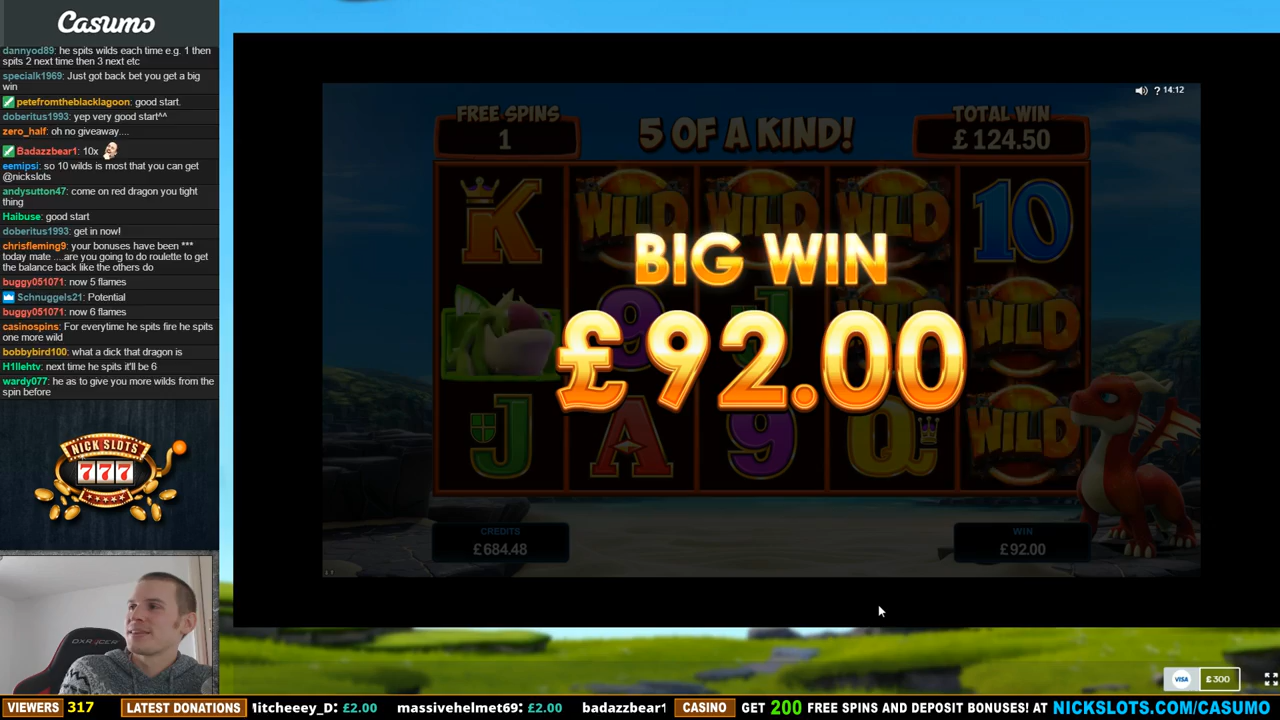 Casumo
dannyod89: he spits wilds each time e.g. 1 then
spits 2 next time then 3 next etc
specialk1969: Just got back bet you get a big
win
petefromtheblacklagoon: good start.
doberitus1993: yep very good start^^
zero_half: oh no giveaway....
Badazzbear1: 10x
eemipsi: so 10 wilds is most that you can get
@nickslots
andysutton47: come on red dragon you tight
thing
Haibuse: good start
doberitus1993: get in now!
chrisfleming9: your bonuses have been ***
today mate ....are you going to do roulette to get
the balance back like the others do
buggy051071: now 5 flames
Schnuggels21: Potential
buggy051071: now 6 flames
casinospins: For everytime he spits fire he spits
one more wild
bobbybird100: what a dick that dragon is
H1llehtv: next time he spits it'll be 6
wardy077: he as to give you more wilds from the
spin before
NICK SLOTS
777
DXRACER
? 14:12
FREE SPINS
1
5 OF A KIND!
TOTAL WIN
£ 124.50
K WILD WILD WILD 10
BIG WIN
9 J WILD WILD
£92.00
J A 9 Q WILD
CREDITS
£684.48
WIN
£92.00
VISA £300
VIEWERS 317 LATEST DONATIONS litcheeey_D: £2.00 massivehelmet69: £2.00 badazzbear1 CASINO GET 200 FREE SPINS AND DEPOSIT BONUSES! AT NICKSLOTS.COM/CASUMO